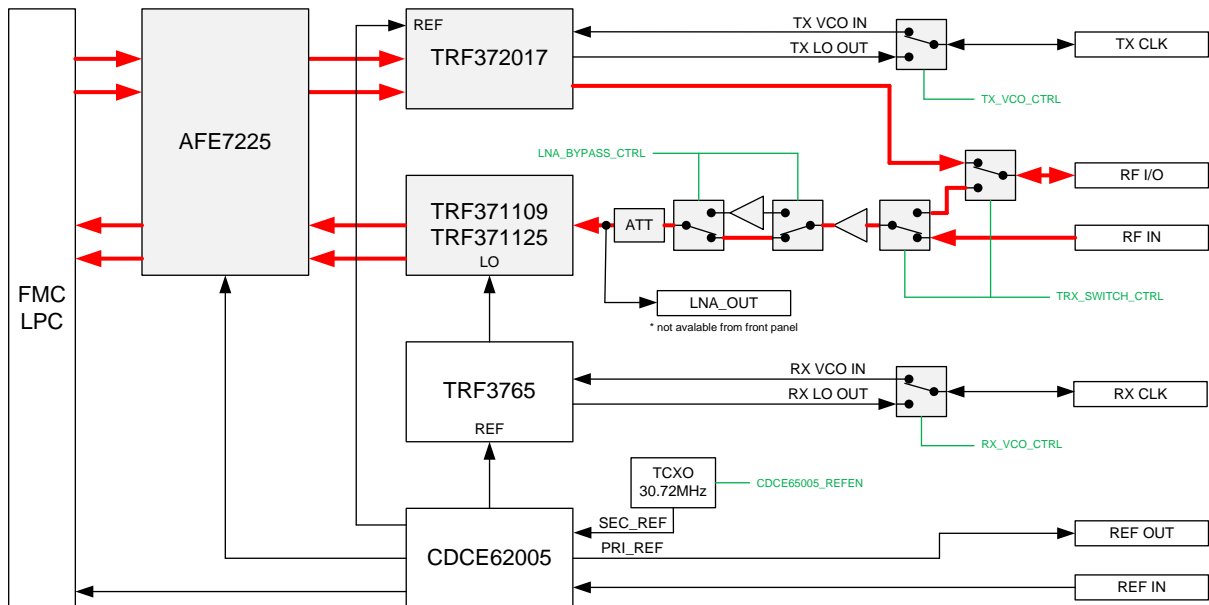 REF
TRF372017
TX VCO IN
TX LO OUT
TX CLK
TX_VCO_CTRL
AFE7225
LNA_BYPASS_CTRL
RF I/O
TRF371109
TRF371125
LO
ATT
RF IN
FMC
LPC
LNA_OUT
* not avalable from front panel
TRX_SWITCH_CTRL
TRF3765
REF
RX VCO IN
RX LO OUT
RX CLK
RX_VCO_CTRL
TCXO
30.72MHz
CDCE65005_REFEN
SEC_REF
CDCE62005
PRI_REF
REF OUT
REF IN